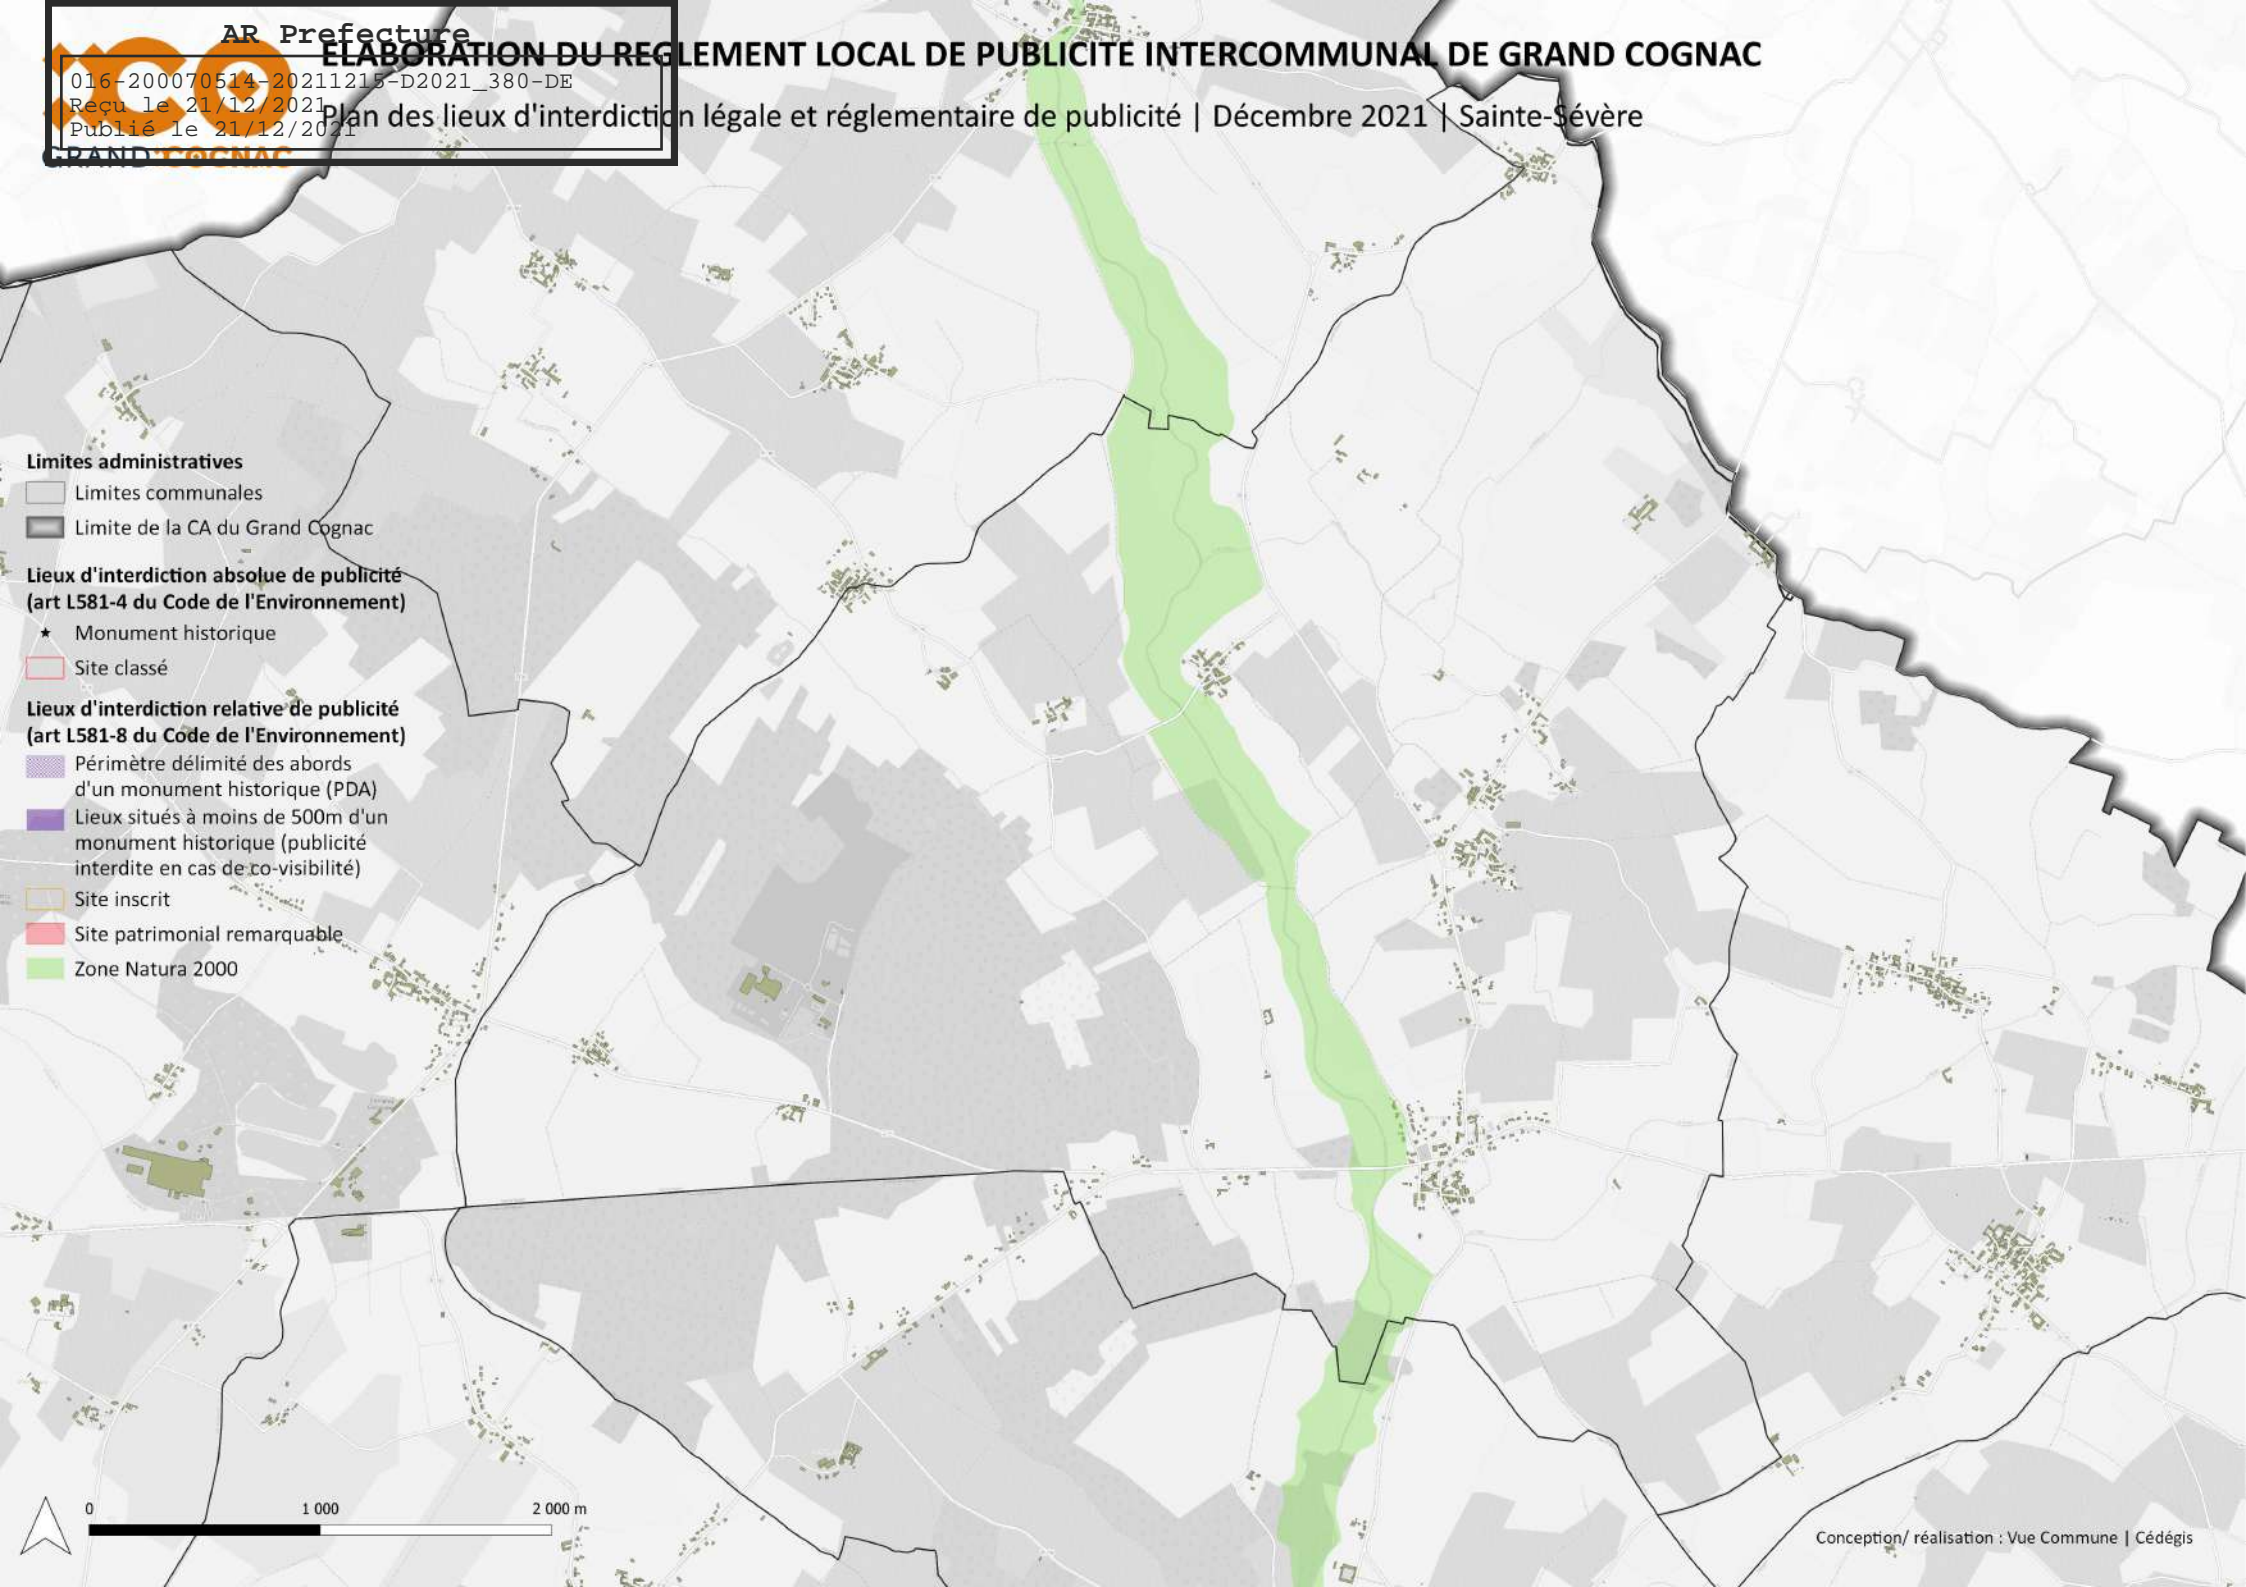 AR Prefecture
016-200070514-20211215-D2021_380-DE
Reçu le 21/12/2021
Publié le 21/12/2021
GRAND COGNAC
ELABORATION DU REGLEMENT LOCAL DE PUBLICITE INTERCOMMUNAL DE GRAND COGNAC
Plan des lieux d'interdiction légale et réglementaire de publicité | Décembre 2021 | Sainte-Sévère
Limites administratives
Limites communales
Limite de la CA du Grand Cognac
Lieux d'interdiction absolue de publicité
(art L581-4 du Code de l'Environnement)
Monument historique
Site classé
Lieux d'interdiction relative de publicité
(art L581-8 du Code de l'Environnement)
Périmètre délimité des abords
d'un monument historique (PDA)
Lieux situés à moins de 500m d'un
monument historique (publicité
interdite en cas de co-visibilité)
Site inscrit
Site patrimonial remarquable
Zone Natura 2000
0 1 000 2 000 m
Conception/ réalisation : Vue Commune | Cédégis